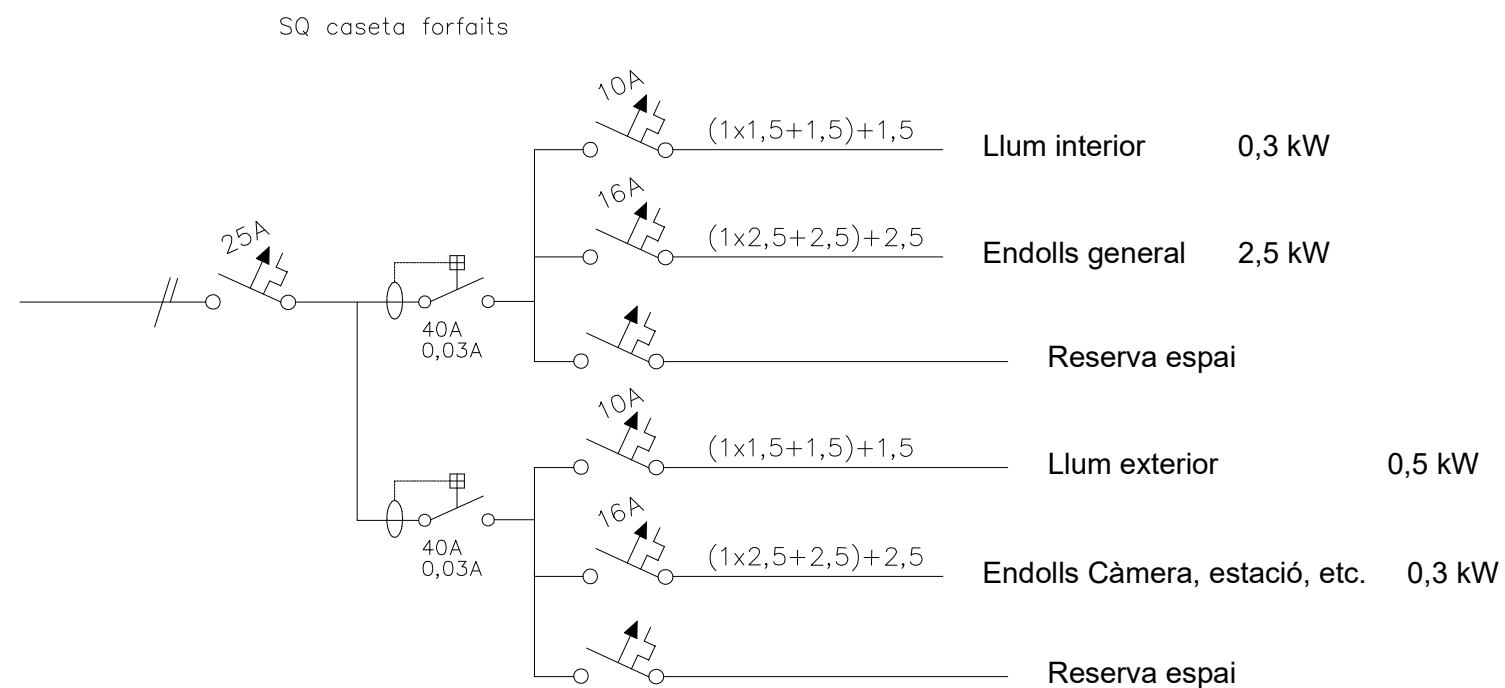 SQ caseta forfaits
10A
(1x1,5+1,5)+1,5
Llum interior 0,3 kW
16A
(1x2,5+2,5)+2,5
Endolls general 2,5 kW
25A
40A
0,03A
Reserva espai
10A
(1x1,5+1,5)+1,5
Llum exterior 0,5 kW
16A
40A
0,03A
(1x2,5+2,5)+2,5
Endolls Càmera, estació, etc. 0,3 kW
Reserva espai